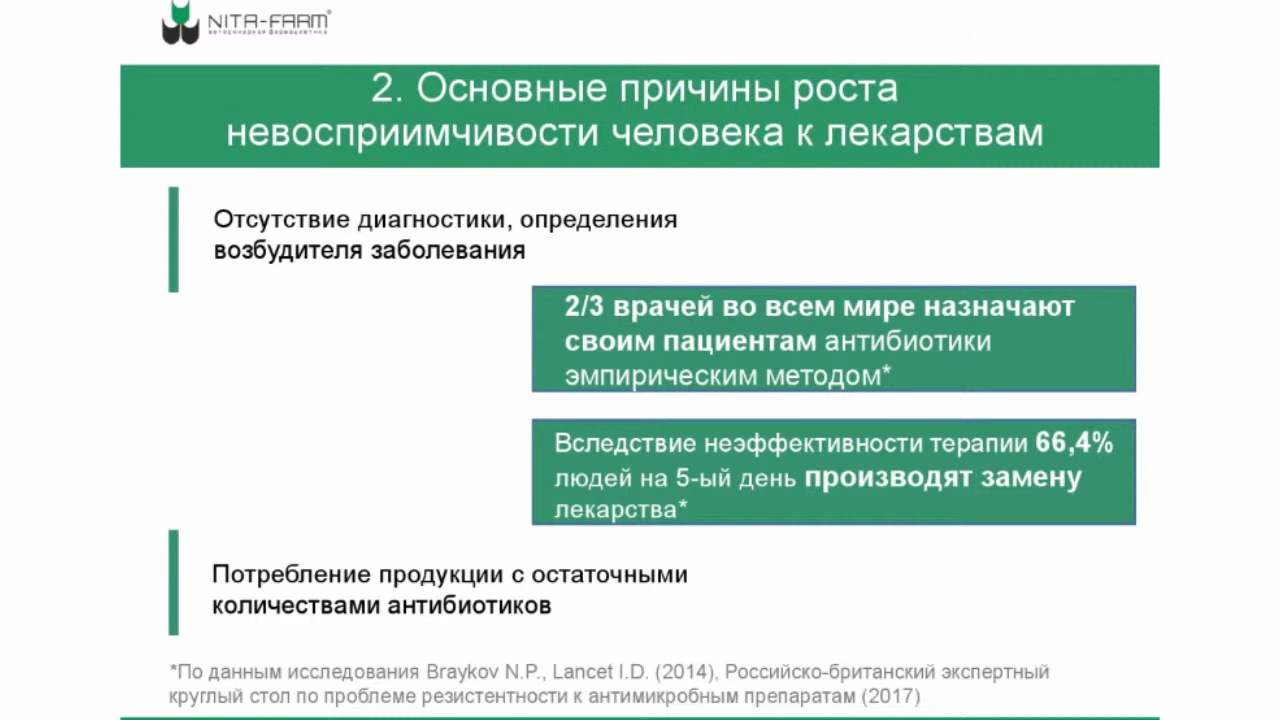 NITA-FARM®
ветеринарная фармацевтика
2. Основные причины роста
невосприимчивости человека к лекарствам
Отсутствие диагностики, определения
возбудителя заболевания
2/3 врачей во всем мире назначают
своим пациентам антибиотики
эмпирическим методом*
Вследствие неэффективности терапии 66,4%
людей на 5-ый день производят замену
лекарства*
Потребление продукции с остаточными
количествами антибиотиков
*По данным исследования Braykov N.P., Lancet I.D. (2014), Российско-британский экспертный
круглый стол по проблеме резистентности к антимикробным препаратам (2017)